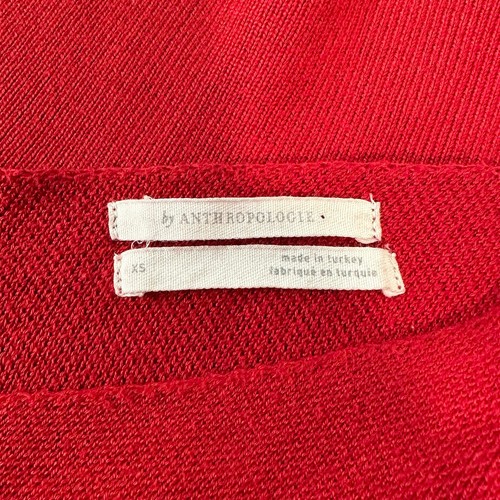 by ANTHROPOLOGIE
XS
made in turkey
fabriqué en turquie